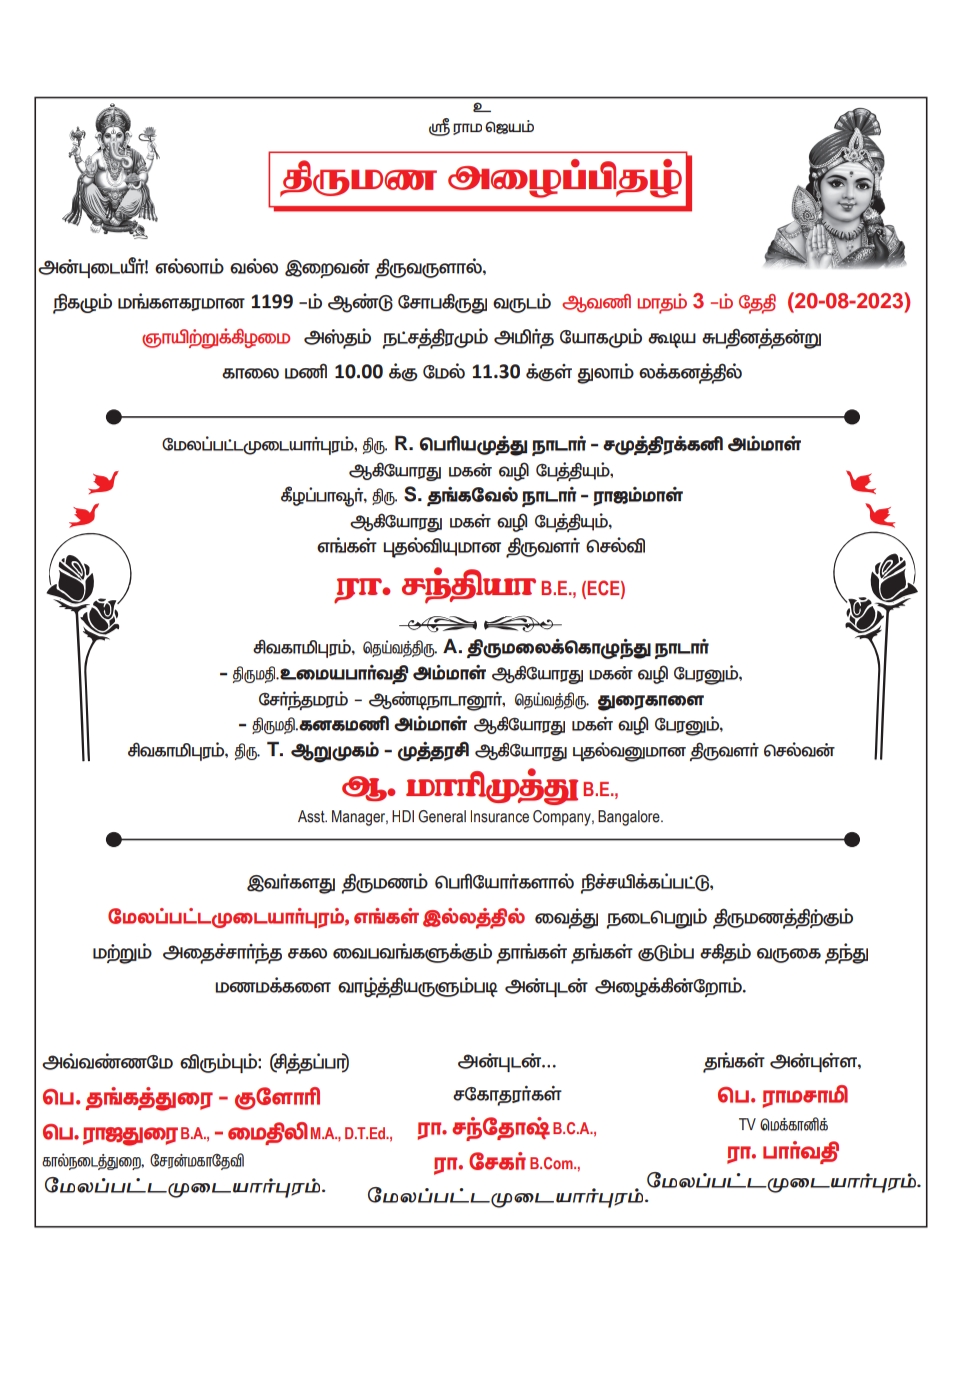 உ
ஸ்ரீ ராம ஜெயம்
திருமண அழைப்பிதழ்
அன்புடையீர்! எல்லாம் வல்ல இறைவன் திருவருளால்,
நிகழும் மங்களகரமான 1199 -ம் ஆண்டு சோபகிருது வருடம் ஆவணி மாதம் 3 -ம் தேதி (20-08-2023)
ஞாயிற்றுக்கிழமை அஸ்தம் நட்சத்திரமும் அமிர்த யோகமும் கூடிய சுபதினத்தன்று
காலை மணி 10.00 க்கு மேல் 11.30 க்குள் துலாம் லக்கனத்தில்
மேலப்பட்டமுடையார்புரம், திரு. R. பெரியமுத்து நாடார் - சமுத்திரக்கனி அம்மாள்
ஆகியோரது மகன் வழி பேத்தியும்,
கீழப்பாவூர், திரு. S. தங்கவேல் நாடார் - ராஜம்மாள்
ஆகியோரது மகள் வழி பேத்தியும்,
எங்கள் புதல்வியுமான திருவளர் செல்வி
ரா. சந்தியா B.E., (ECE)
சிவகாமிபுரம், தெய்வத்திரு. A. திருமலைக்கொழுந்து நாடார்
- திருமதி.உமையபார்வதி அம்மாள் ஆகியோரது மகன் வழி பேரனும்,
சேர்ந்தமரம் - ஆண்டிநாடானூர், தெய்வத்திரு. துரைகாளை
- திருமதி.கனகமணி அம்மாள் ஆகியோரது மகள் வழி பேரனும்,
சிவகாமிபுரம், திரு. T. ஆறுமுகம் - முத்தரசி ஆகியோரது புதல்வனுமான திருவளர் செல்வன்
ஆ. மாரிமுத்து B.E.,
Asst. Manager, HDI General Insurance Company, Bangalore.
இவர்களது திருமணம் பெரியோர்களால் நிச்சயிக்கப்பட்டு,
மேலப்பட்டமுடையார்புரம், எங்கள் இல்லத்தில் வைத்து நடைபெறும் திருமணத்திற்கும்
மற்றும் அதைச்சார்ந்த சகல வைபவங்களுக்கும் தாங்கள் தங்கள் குடும்ப சகிதம் வருகை தந்து
மணமக்களை வாழ்த்தியருளும்படி அன்புடன் அழைக்கின்றோம்.
அவ்வண்ணமே விரும்பும்: (சித்தப்பர்)
பெ. தங்கத்துரை - குளோரி
பெ. ராஜதுரை B.A., - மைதிலி M.A., D.T.Ed.,
கால்நடைத்துறை, சேரன்மகாதேவி
மேலப்பட்டமுடையார்புரம்.
அன்புடன்...
சகோதரர்கள்
ரா. சந்தோஷ் B.C.A.,
ரா. சேகர் B.Com.,
மேலப்பட்டமுடையார்புரம்.
தங்கள் அன்புள்ள,
பெ. ராமசாமி
TV மெக்கானிக்
ரா. பார்வதி
மேலப்பட்டமுடையார்புரம்.